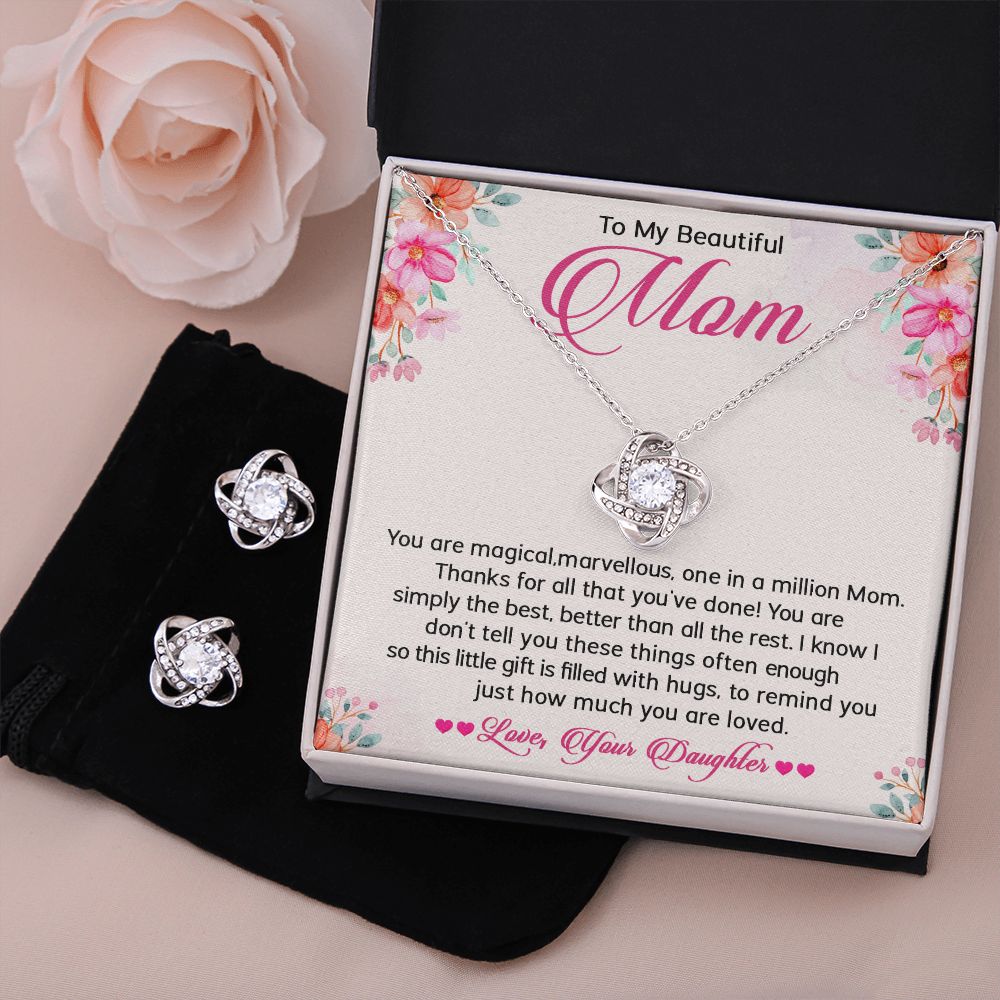 To My Beautiful
Mom
You are magical,marvellous, one in a million Mom.
Thanks for all that you've done! You are
simply the best, better than all the rest. I know I
don't tell you these things often enough
so this little gift is filled with hugs, to remind you
just how much you are loved.
Love, Your Daughter